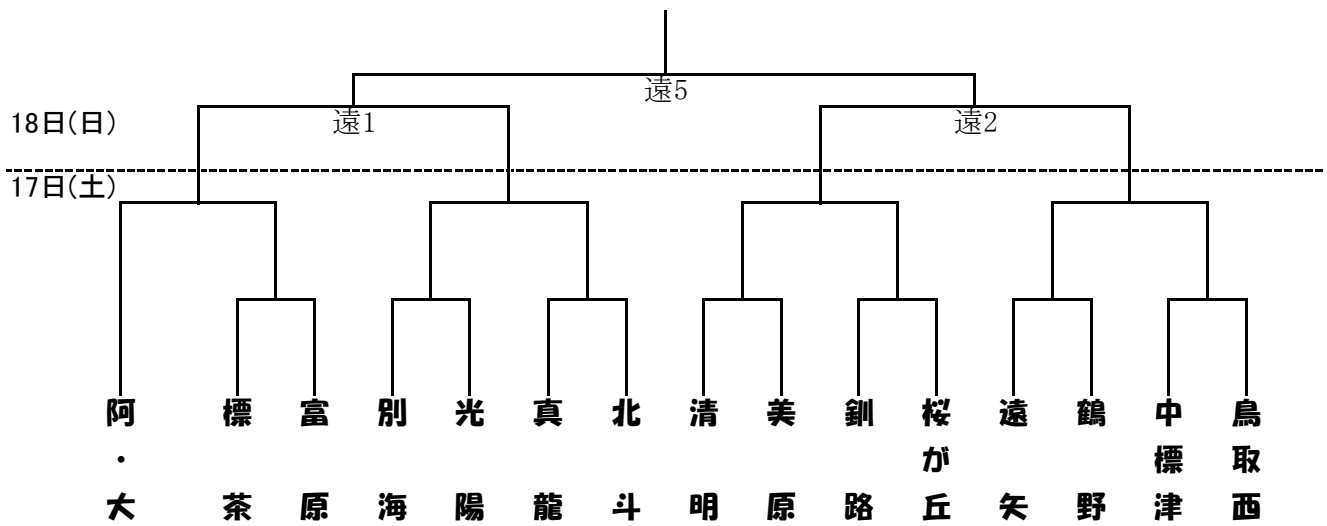 遠5
18日(日)
遠1
遠2
17日(土)
阿・大
標茶
富原
別海
光陽
真龍
北斗
清明
美原
釧路
桜が丘
遠矢
鶴野
中標津
鳥取西